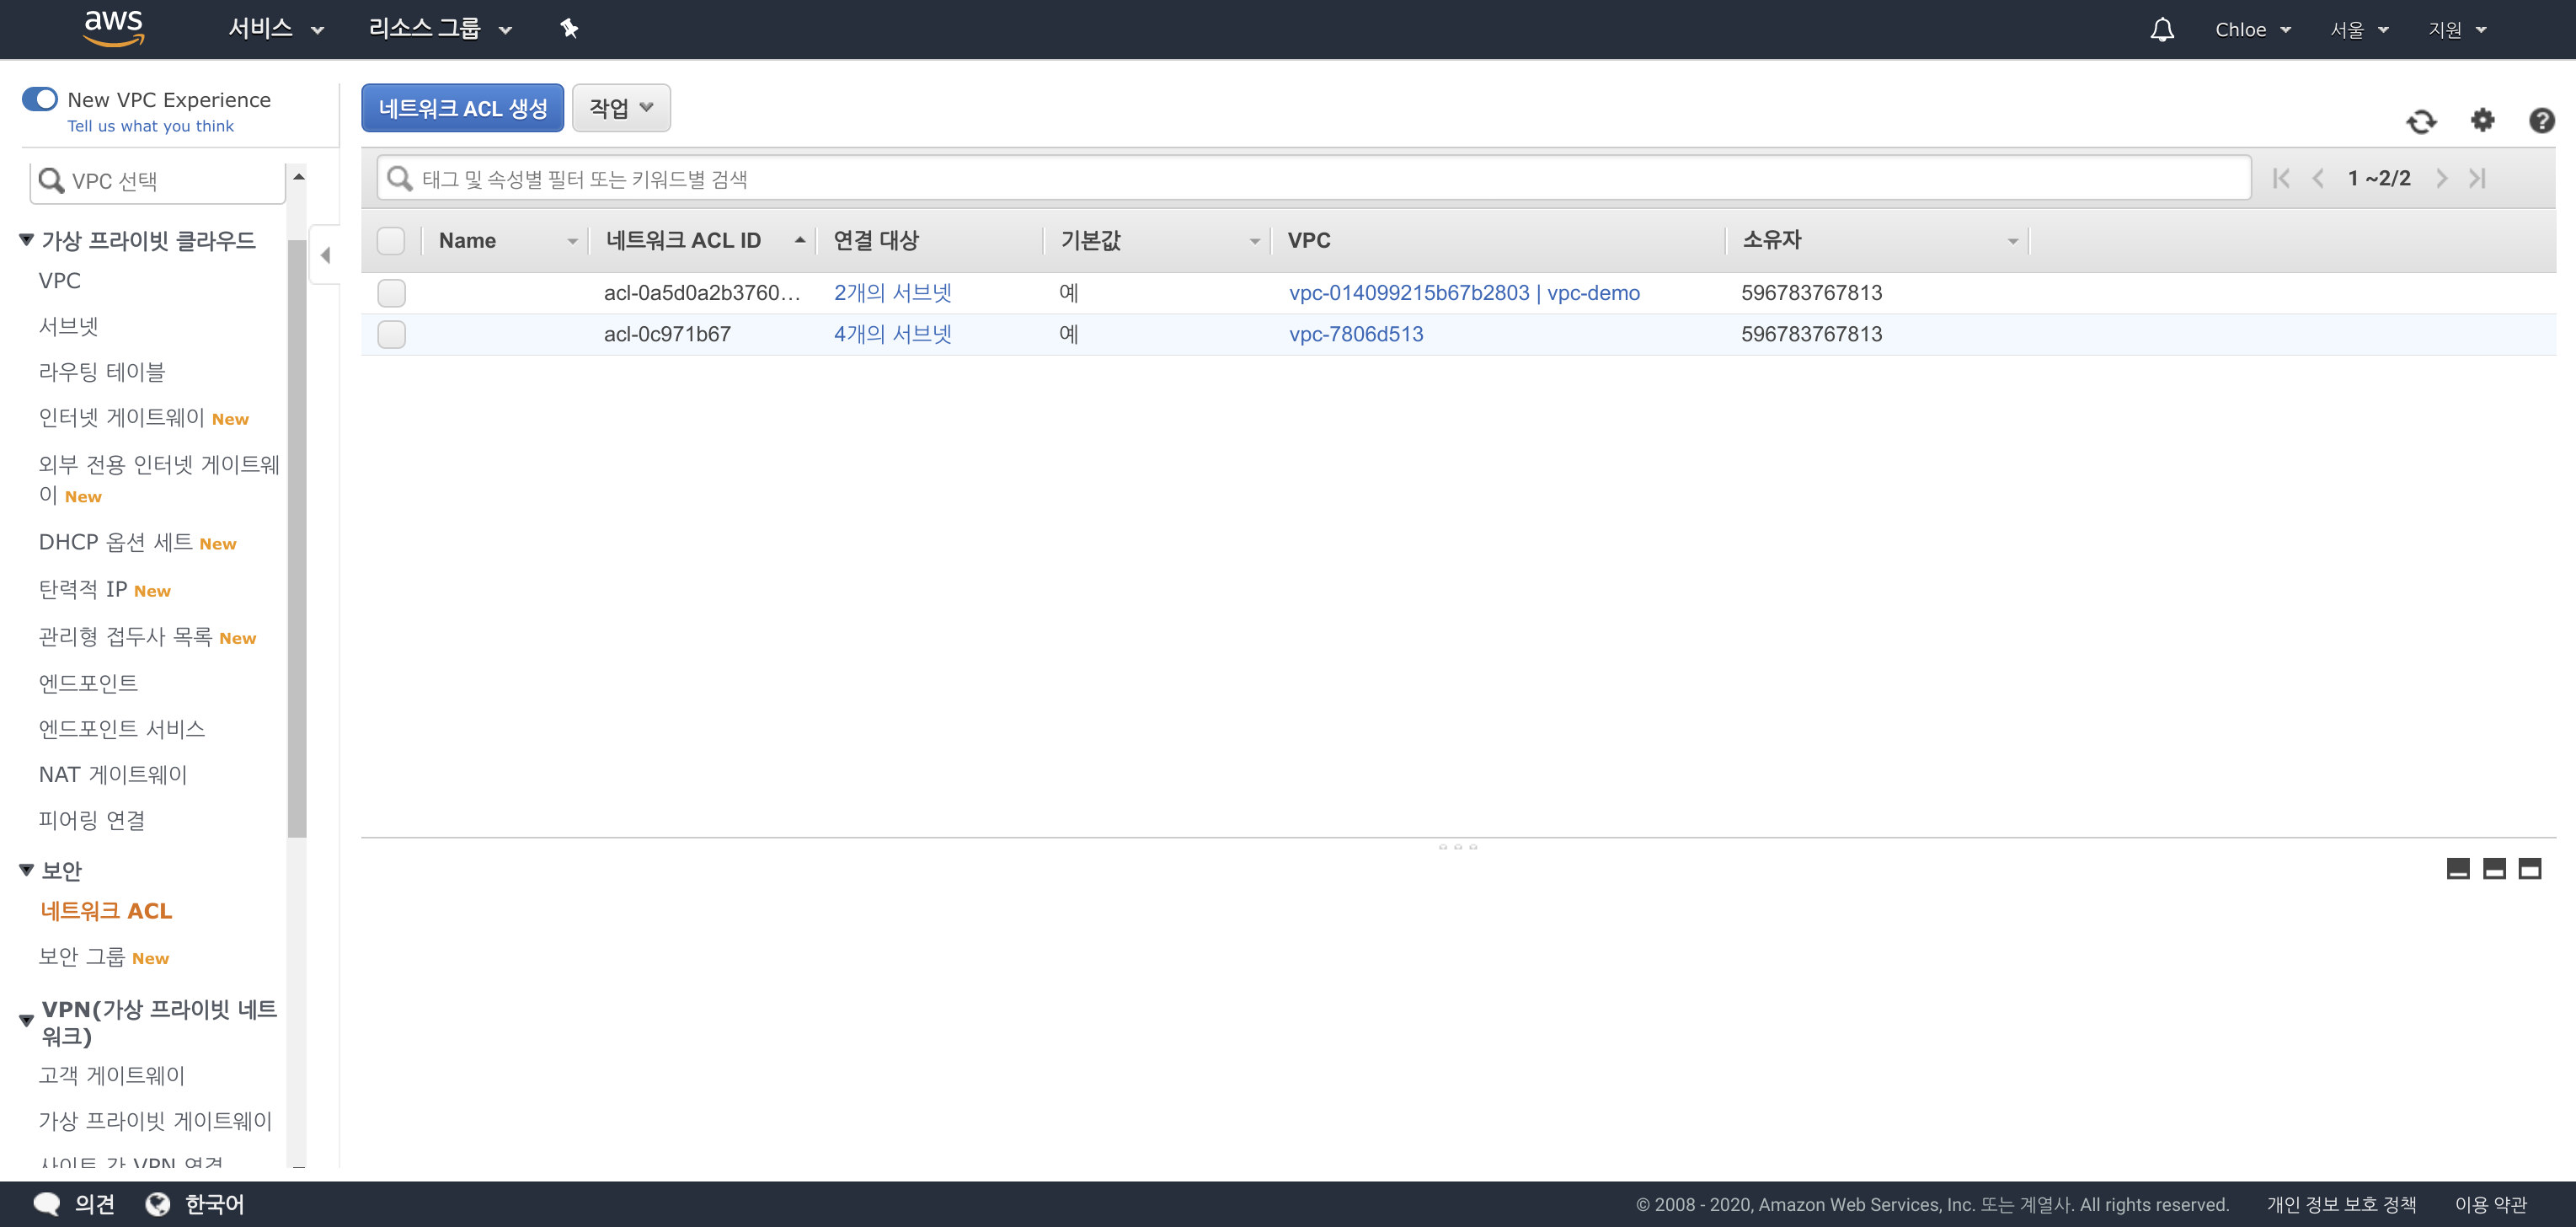 aws
서비스
리소스 그룹
Chloe
서울
지원
New VPC Experience
Tell us what you think
VPC 선택
가상 프라이빗 클라우드
VPC
서브넷
라우팅 테이블
인터넷 게이트웨이 New
외부 전용 인터넷 게이트웨
이 New
DHCP 옵션 세트 New
탄력적 IP New
관리형 접두사 목록 New
엔드포인트
엔드포인트 서비스
NAT 게이트웨이
피어링 연결
보안
네트워크 ACL
보안 그룹 New
VPN(가상 프라이빗 네트
워크)
고객 게이트웨이
가상 프라이빗 게이트웨이
사이트 간 VPN 연결
네트워크 ACL 생성
작업
태그 및 속성별 필터 또는 키워드별 검색
1 ~2/2
Name 네트워크 ACL ID 연결 대상 기본값 VPC 소유자
acl-0a5d0a2b3760... 2개의 서브넷 예 vpc-014099215b67b2803 | vpc-demo 596783767813
acl-0c971b67 4개의 서브넷 예 vpc-7806d513 596783767813
의견
한국어
© 2008 - 2020, Amazon Web Services, Inc. 또는 계열사. All rights reserved.
개인 정보 보호 정책
이용 약관